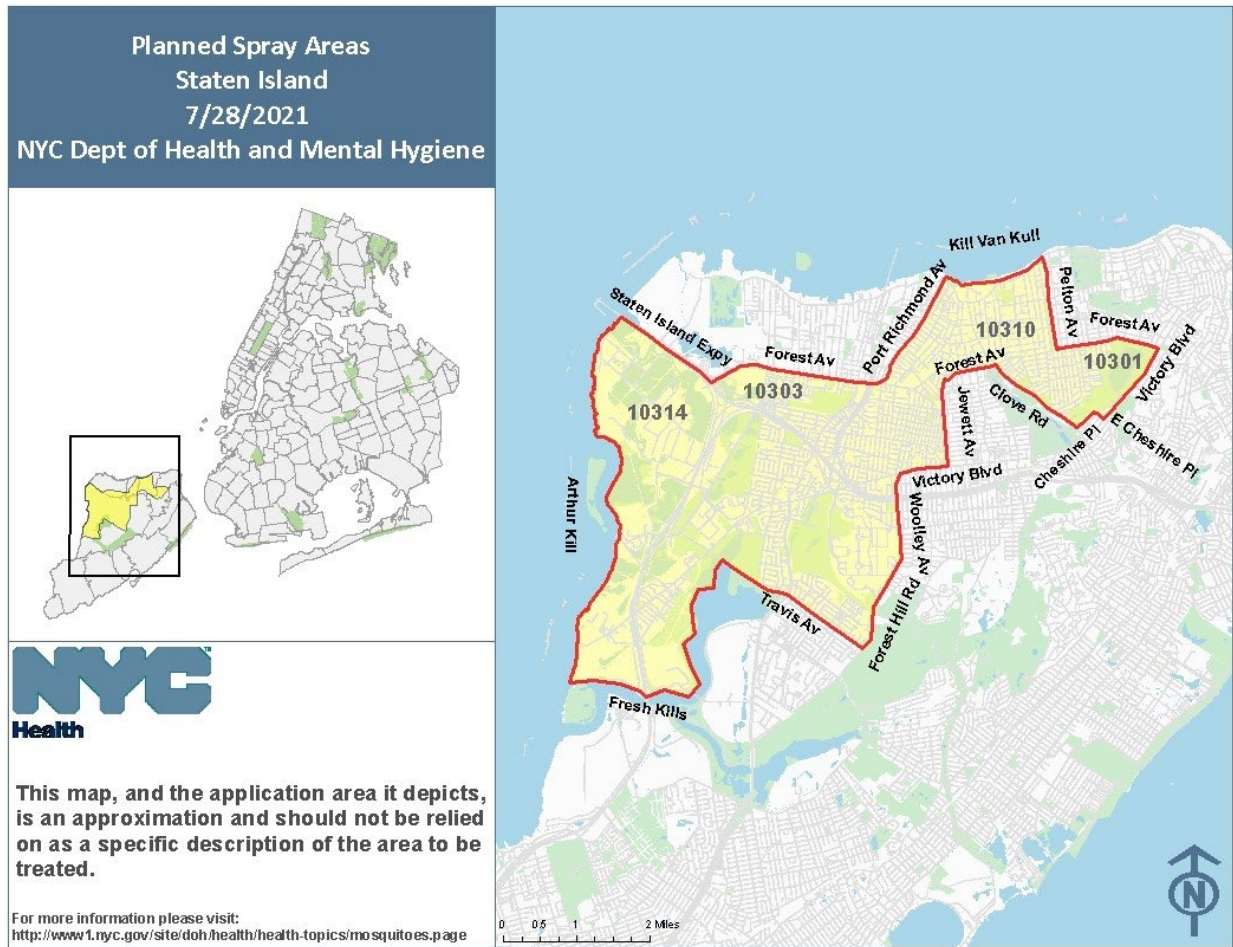 Planned Spray Areas
Staten Island
7/28/2021
NYC Dept of Health and Mental Hygiene
NYC
Health
This map, and the application area it depicts,
is an approximation and should not be relied
on as a specific description of the area to be
treated.
For more information please visit:
http://www1.nyc.gov/site/doh/health/health-topics/mosquitoes.page
Kill Van Kull
Staten Island Expy
Forest Av
Port Richmond Av
Pelton Av
Forest Av
Victory Blvd
10310
10301
Forest Av
10303
10314
Jewett Av
Clove Rd
Cheshire Pl
E Cheshire Pl
Victory Blvd
Woolley Av
Arthur Kill
Travis Av
Forest Hill Rd
Fresh Kills
0 0.5 1 2 Miles
N